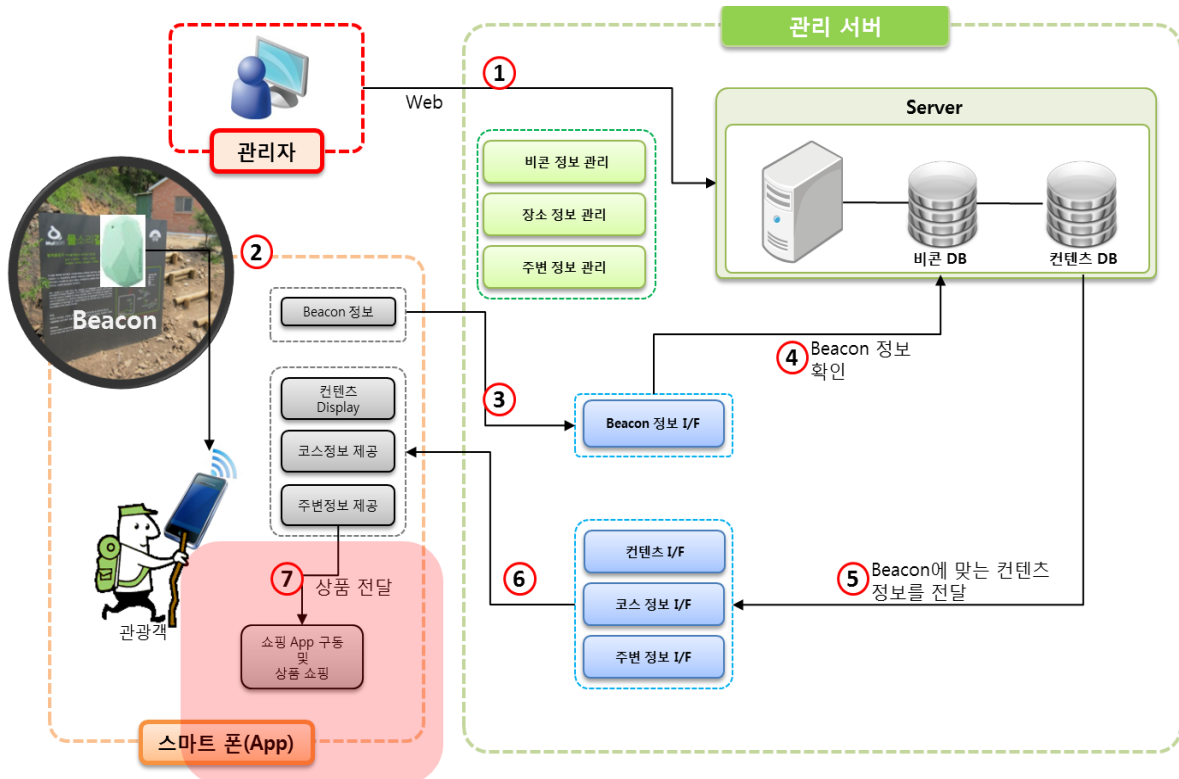 관리 서버
①
Web
관리자
Server
비콘 정보 관리
장소 정보 관리
주변 정보 관리
비콘 DB
컨텐츠 DB
②
Beacon
Beacon 정보
③
④
Beacon 정보
확인
Beacon 정보 I/F
컨텐츠
Display
코스정보 제공
주변정보 제공
⑤
Beacon에 맞는 컨텐츠
정보를 전달
컨텐츠 I/F
코스 정보 I/F
주변 정보 I/F
⑥
⑦
상품 전달
관광객
쇼핑 App 구동
및
상품 쇼핑
스마트 폰(App)